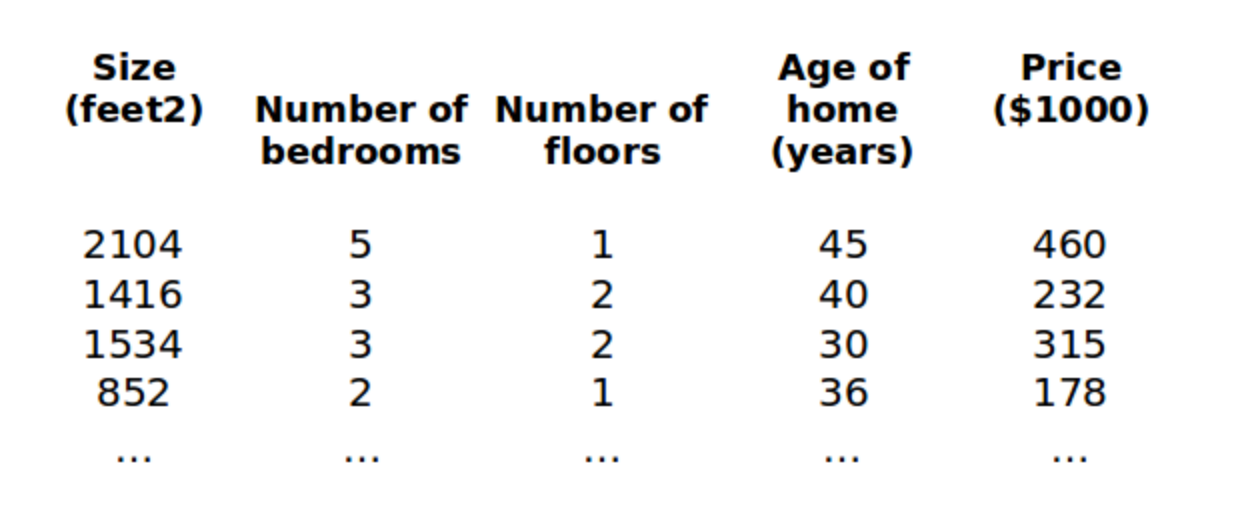 Size (feet2) Number of bedrooms Number of floors Age of home (years) Price ($1000)
2104 5 1 45 460
1416 3 2 40 232
1534 3 2 30 315
852 2 1 36 178
... ... ... ... ...